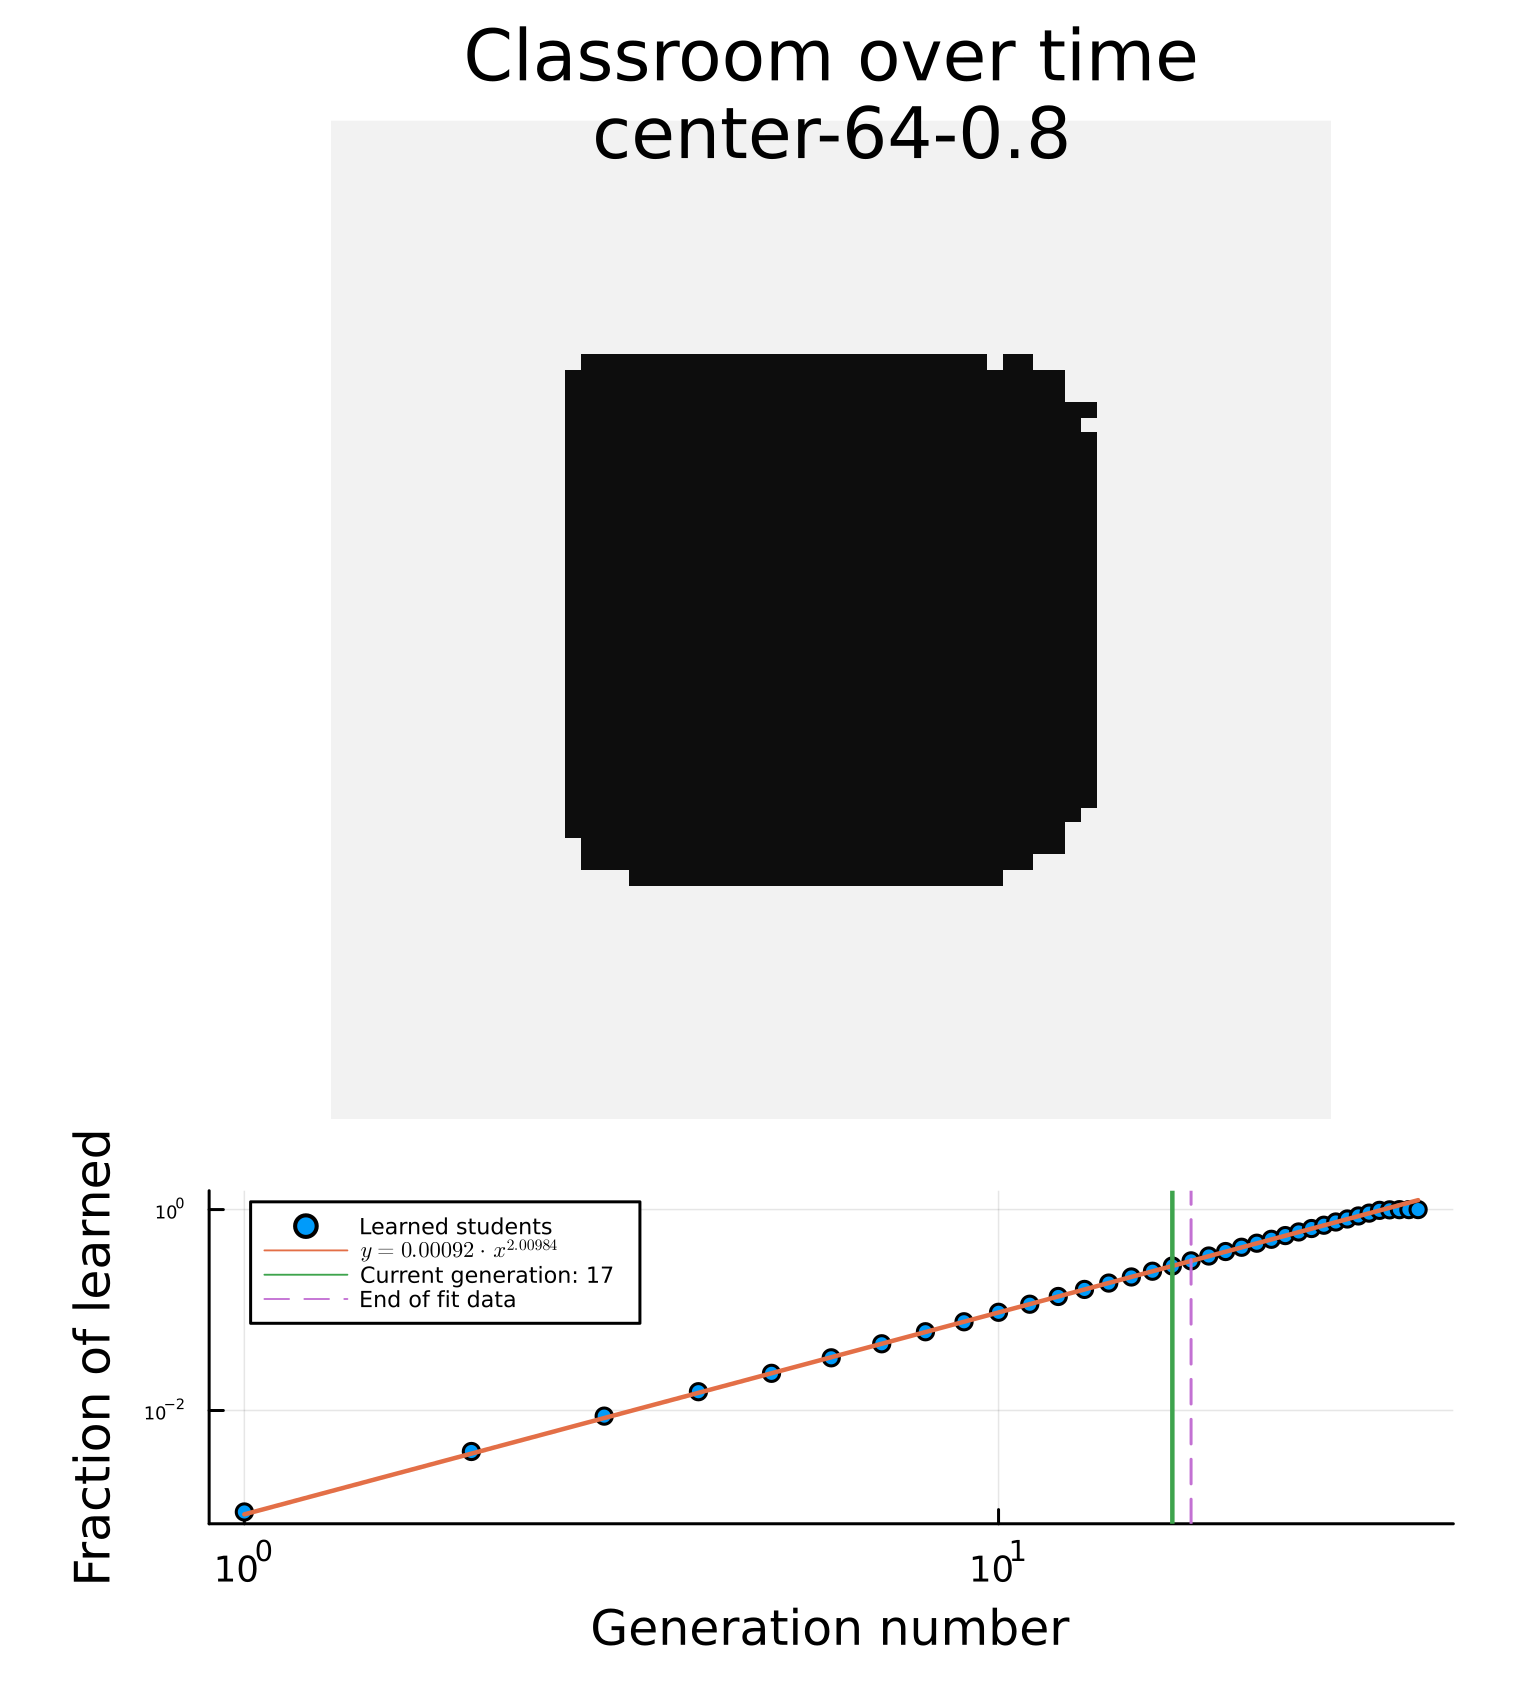 Classroom over time
center-64-0.8
Fraction of learned
10⁰
10⁻²
Learned students
y = 0.00092 · x^2.00984
Current generation: 17
End of fit data
10⁰
10¹
Generation number